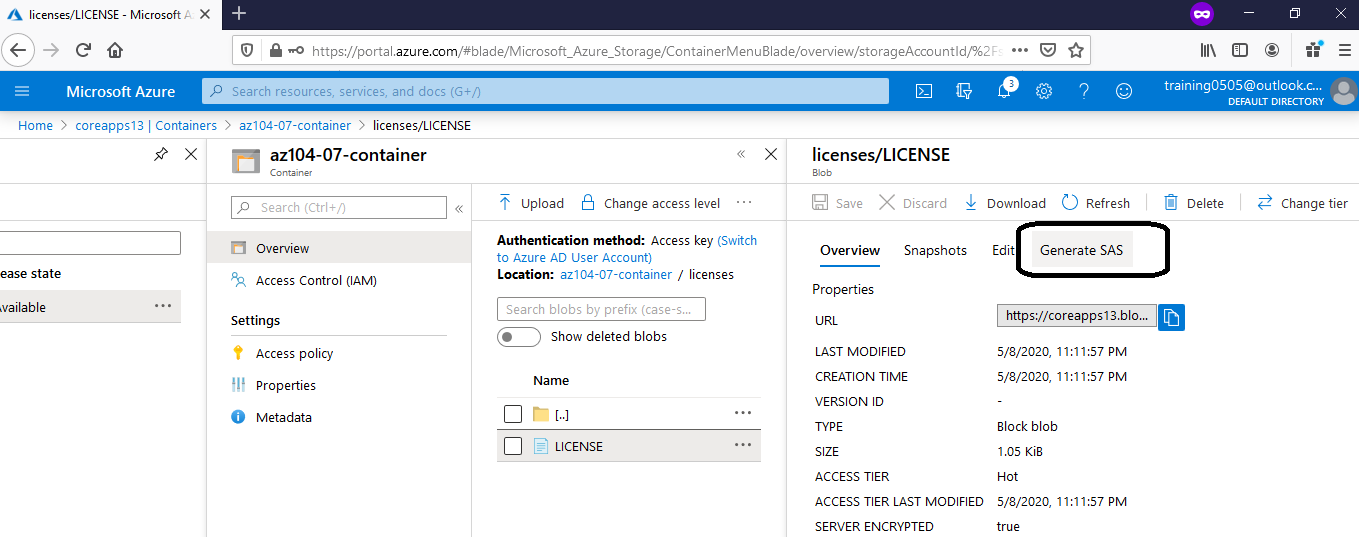 licenses/LICENSE - Microsoft A
https://portal.azure.com/#blade/Microsoft_Azure_Storage/ContainerMenuBlade/overview/storageAccountId/%2Fs
Microsoft Azure
Search resources, services, and docs (G+/)
3
training0505@outlook.c...
DEFAULT DIRECTORY
Home > coreapps13 | Containers > az104-07-container > licenses/LICENSE
ease state
Available
az104-07-container
Container
Search (Ctrl+/)
Overview
Access Control (IAM)
Settings
Access policy
Properties
Metadata
Upload Change access level
Authentication method: Access key (Switch
to Azure AD User Account)
Location: az104-07-container / licenses
Search blobs by prefix (case-s...
Show deleted blobs
Name
[..]
LICENSE
licenses/LICENSE
Blob
Save Discard Download Refresh Delete Change tier
Overview Snapshots Edit Generate SAS
Properties
URL https://coreapps13.blo...
LAST MODIFIED 5/8/2020, 11:11:57 PM
CREATION TIME 5/8/2020, 11:11:57 PM
VERSION ID -
TYPE Block blob
SIZE 1.05 KiB
ACCESS TIER Hot
ACCESS TIER LAST MODIFIED 5/8/2020, 11:11:57 PM
SERVER ENCRYPTED true